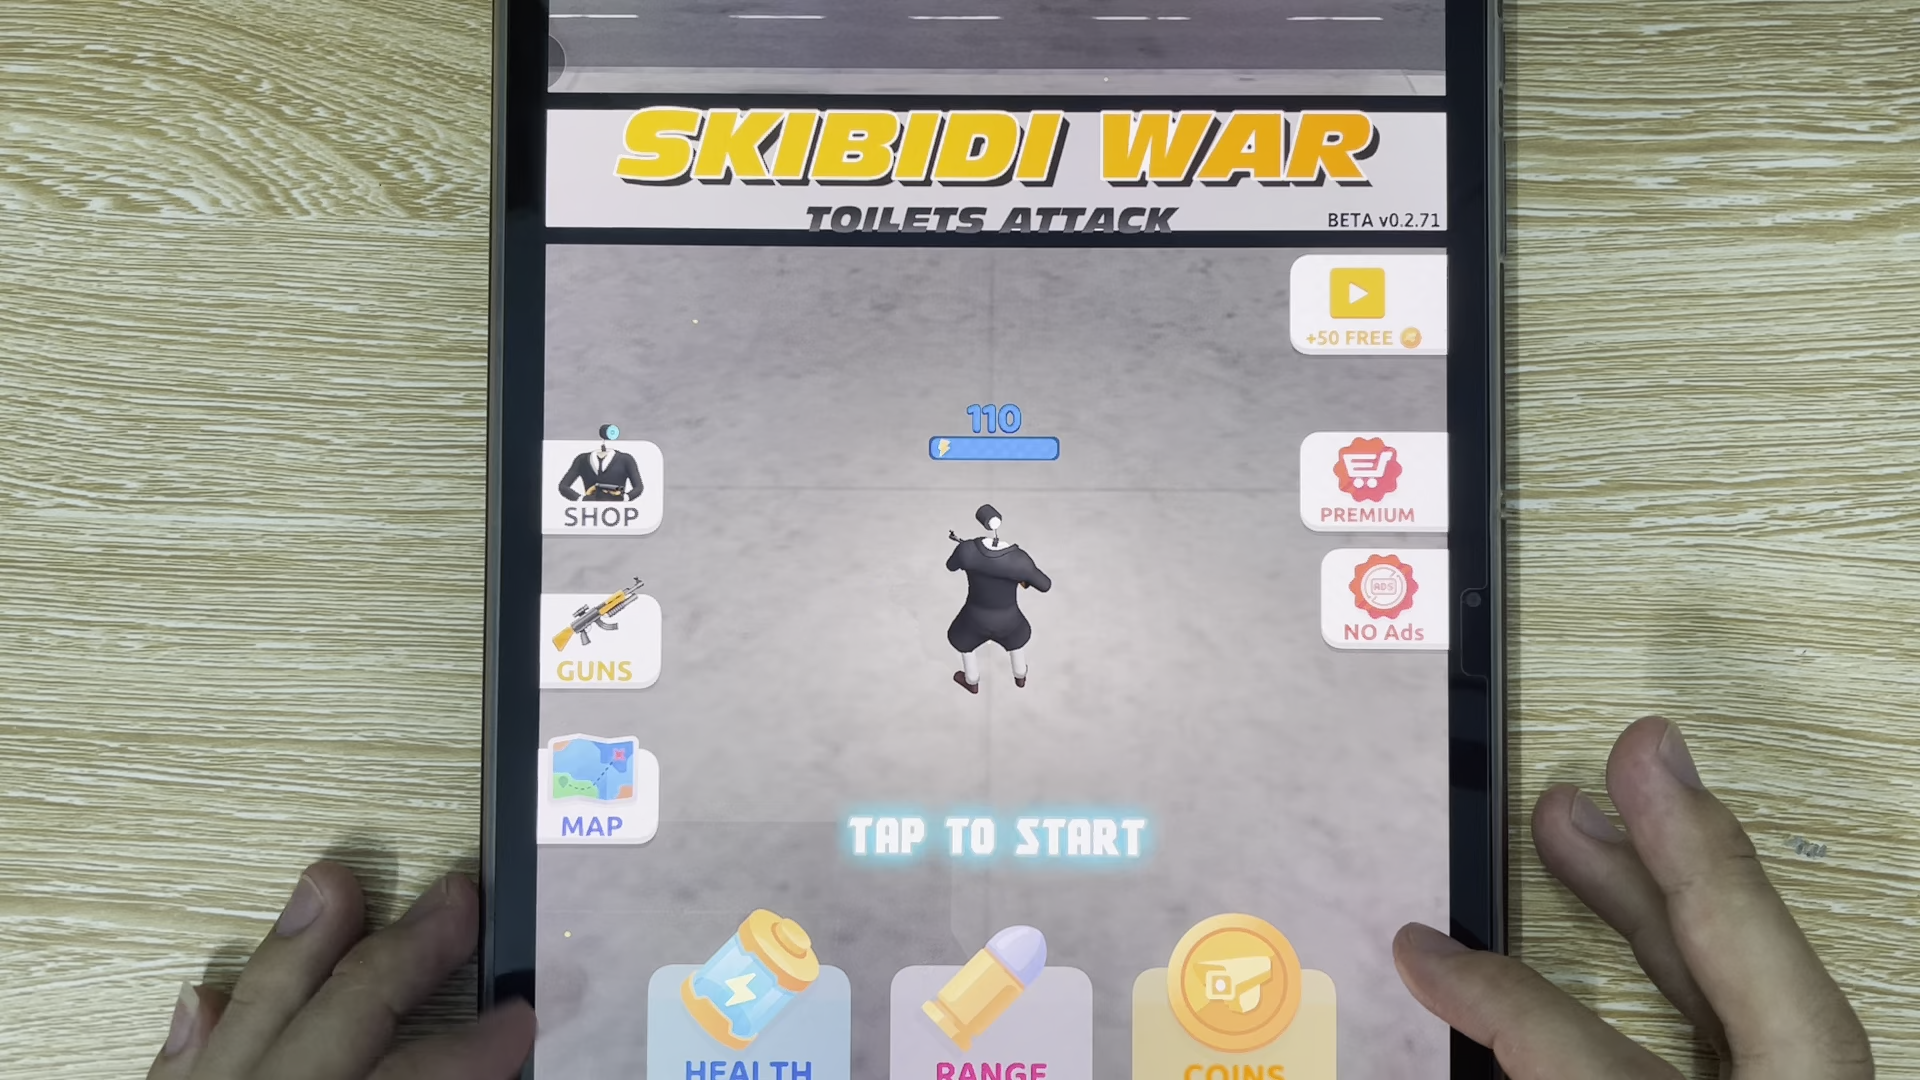 SKIBIDI WAR
TOILETS ATTACK
BETA v0.2.71
+50 FREE
110
SHOP
PREMIUM
ADS
NO Ads
GUNS
MAP
TAP TO START
HEALTH
RANGE
COINS